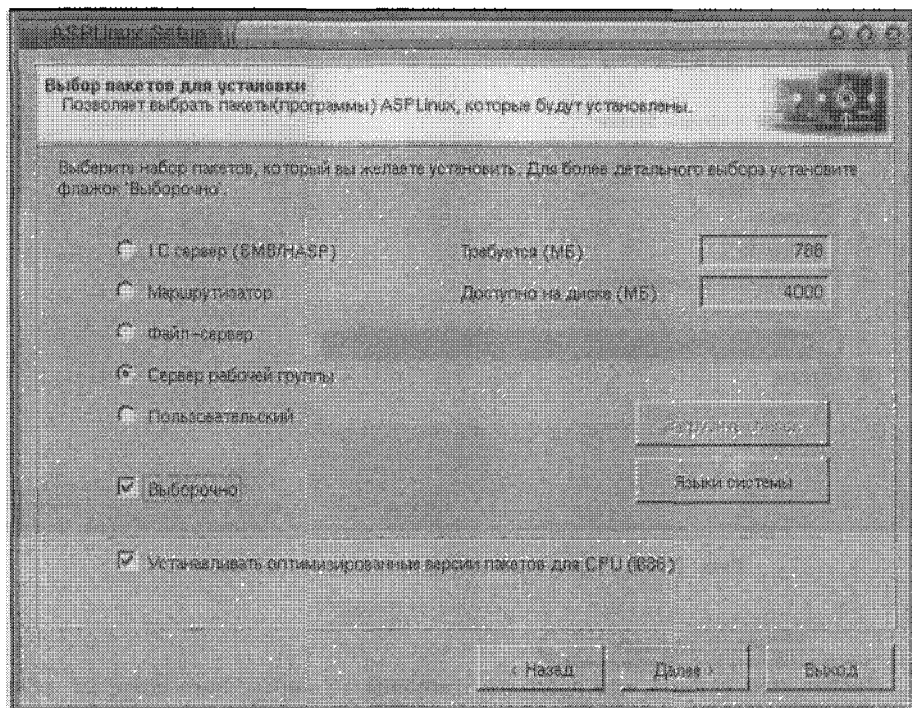 ASPLinux Setup
Выбор пакетов для установки
Позволяет выбрать пакеты(программы) ASPLinux, которые будут установлены.
Выберите набор пакетов, который вы желаете установить. Для более детального выбора установите
флажок 'Выборочно'.
1C сервер (SMB/HASP)
Требуется (МБ)
768
Маршрутизатор
Доступно на диске (МБ)
4000
Файл-сервер
Сервер рабочей группы
Пользовательский
Выборочно
Языки системы
Устанавливать оптимизированные версии пакетов для CPU (i686)
< Назад
Далее >
Выход